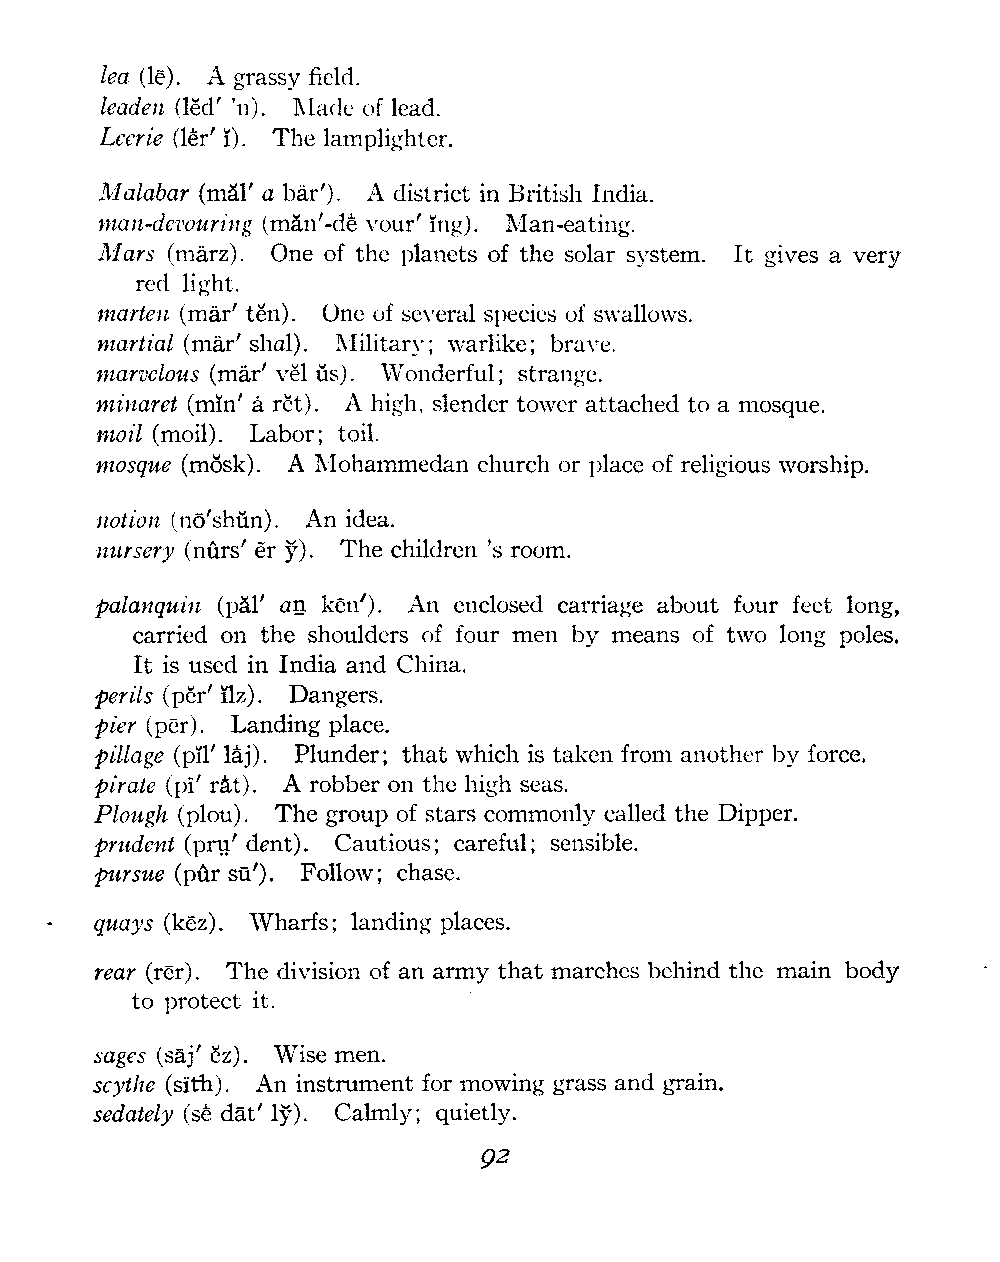 lea (lē). A grassy field.
leaden (lĕd′ ’n). Made of lead.
Leerie (lēr′ ĭ). The lamplighter.
Malabar (măl′ a bär′). A district in British India.
man-devouring (măn′-dė vour′ ĭng). Man-eating.
Mars (märz). One of the planets of the solar system. It gives a very
red light.
marten (mär′ tĕn). One of several species of swallows.
martial (mär′ shal). Military; warlike; brave.
marvelous (mär′ vĕl ŭs). Wonderful; strange.
minaret (mĭn′ ȧ rĕt). A high, slender tower attached to a mosque.
moil (moil). Labor; toil.
mosque (mŏsk). A Mohammedan church or place of religious worship.
notion (nō′shŭn). An idea.
nursery (nûrs′ ẽr y̆). The children ’s room.
palanquin (păl′ aṉ kēn′). An enclosed carriage about four feet long,
carried on the shoulders of four men by means of two long poles.
It is used in India and China.
perils (pĕr′ ĭlz). Dangers.
pier (pēr). Landing place.
pillage (pĭl′ lȧj). Plunder; that which is taken from another by force.
pirate (pī′ rȧt). A robber on the high seas.
Plough (plou). The group of stars commonly called the Dipper.
prudent (prṳ′ dent). Cautious; careful; sensible.
pursue (pûr sū′). Follow; chase.
quays (kēz). Wharfs; landing places.
rear (rēr). The division of an army that marches behind the main body
to protect it.
sages (sāj′ ĕz). Wise men.
scythe (sīth). An instrument for mowing grass and grain.
sedately (sė dāt′ ly̆). Calmly; quietly.
92